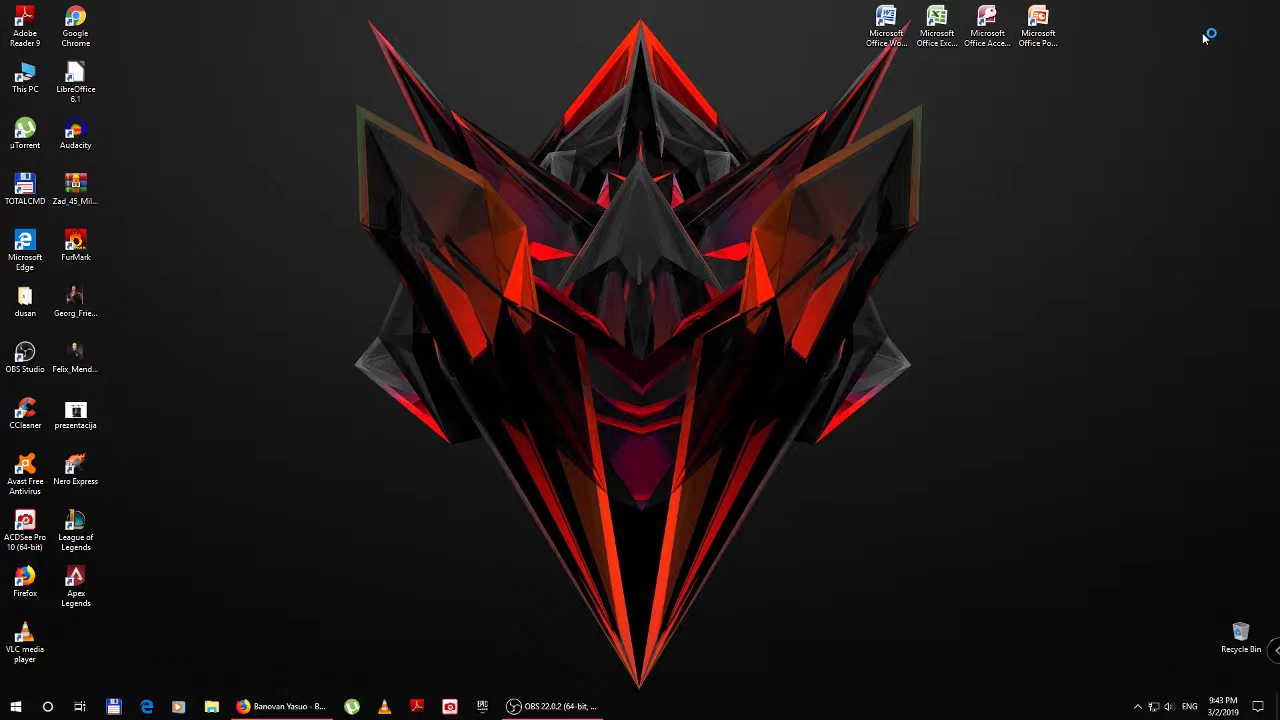 Adobe
Reader 9
Google
Chrome
Microsoft
Office Wo...
Microsoft
Office Exc...
Microsoft
Office Acce...
Microsoft
Office Po...
This PC
LibreOffice
6.1
µTorrent
Audacity
TOTALCMD
Zad_45_Mil...
Microsoft
Edge
FurMark
dusan
Georg_Frie...
OBS Studio
Felix_Mend...
CCleaner
prezentacija
Avast Free
Antivirus
Nero Express
ACDSee Pro
10 (64-bit)
League of
Legends
Firefox
Apex
Legends
VLC media
player
Recycle Bin
Banovan Yasuo - B...
EPIC
OBS 22.0.2 (64-bit, ...
ENG
9:43 PM
3/2/2019